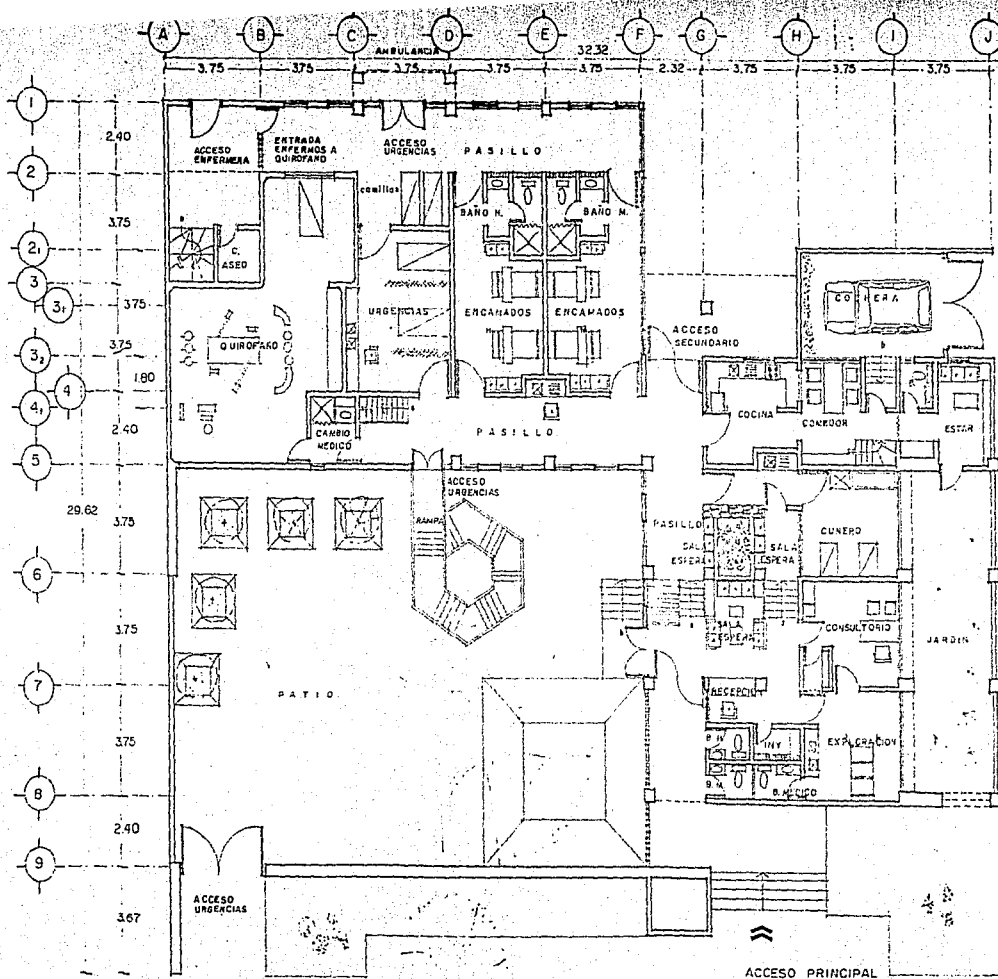 A B C D E F G H I J
AMBULANCIA 32.32
3.75 3.75 3.75 3.75 3.75 2.32 3.75 3.75 3.75
1
2.40
ACCESO
ENFERMERA
ENTRADA
ENFERMOS A
QUIROFANO
ACCESO
URGENCIAS
PASILLO
2
camillas
BAÑO H.
BAÑO M.
3.75
C.
ASEO
2₁
3
3₁
3.75
COCHERA
URGENCIAS
ENCAMADOS
ENCAMADOS
ACCESO
SECUNDARIO
QUIROFANO
3₂
3.75
4
1.80
4₁
COCINA
COMEDOR
ESTAR
CAMBIO
MEDICO
PASILLO
2.40
5
ACCESO
URGENCIAS
RAMPA
29.62
3.75
PASILLO
SALA
ESPERA
SALA
ESPERA
CUNERO
6
SALA
ESPERA
CONSULTORIO
JARDIN
3.75
7
PATIO
RECEPCIO
3.75
B.H.
INY
EXPLORACION
B.M.
B. MEDICO
8
2.40
9
ACCESO
URGENCIAS
3.67
ACCESO PRINCIPAL